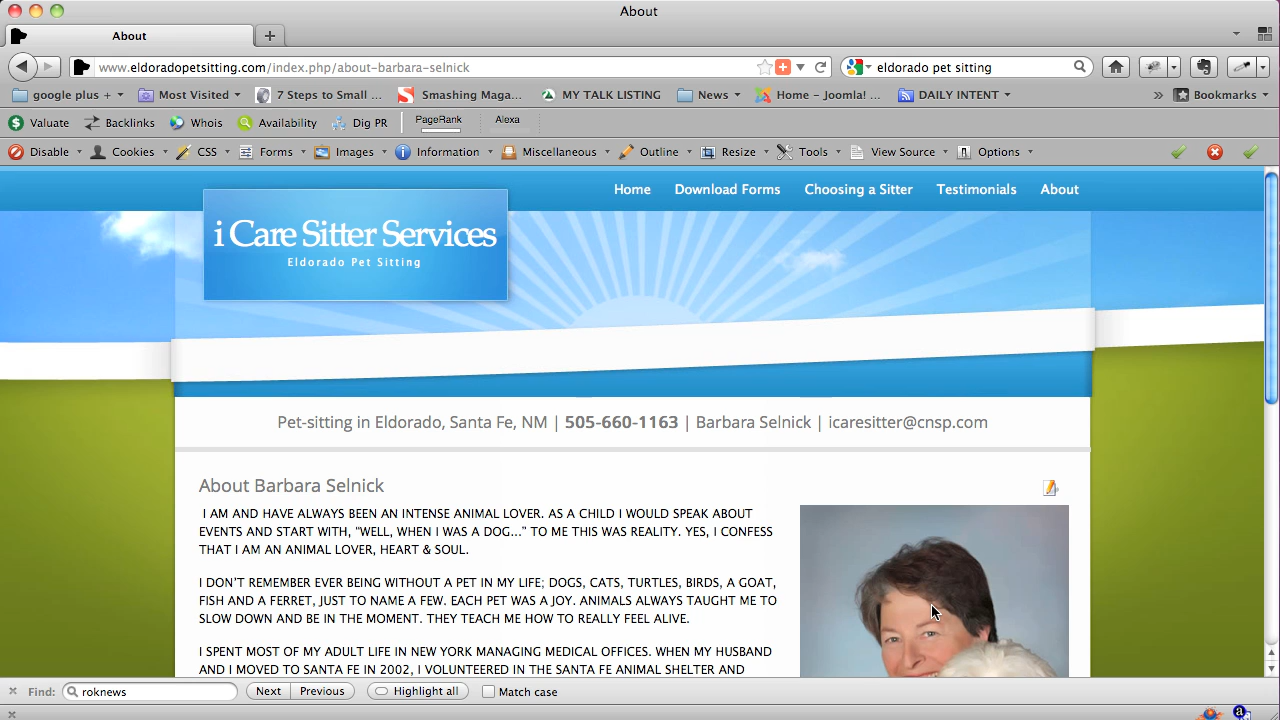 About
About
www.eldoradopetsitting.com/index.php/about-barbara-selnick
eldorado pet sitting
google plus +
Most Visited
7 Steps to Small ...
Smashing Maga...
MY TALK LISTING
News
Home – Joomla! ...
DAILY INTENT
»
Bookmarks
Valuate
Backlinks
Whois
Availability
Dig PR
PageRank
Alexa
Disable
Cookies
CSS
Forms
Images
Information
Miscellaneous
Outline
Resize
Tools
View Source
Options
Home
Download Forms
Choosing a Sitter
Testimonials
About
i Care Sitter Services
Eldorado Pet Sitting
Pet-sitting in Eldorado, Santa Fe, NM | 505-660-1163 | Barbara Selnick | icaresitter@cnsp.com
About Barbara Selnick
I AM AND HAVE ALWAYS BEEN AN INTENSE ANIMAL LOVER. AS A CHILD I WOULD SPEAK ABOUT
EVENTS AND START WITH, "WELL, WHEN I WAS A DOG..." TO ME THIS WAS REALITY. YES, I CONFESS
THAT I AM AN ANIMAL LOVER, HEART & SOUL.
I DON'T REMEMBER EVER BEING WITHOUT A PET IN MY LIFE; DOGS, CATS, TURTLES, BIRDS, A GOAT,
FISH AND A FERRET, JUST TO NAME A FEW. EACH PET WAS A JOY. ANIMALS ALWAYS TAUGHT ME TO
SLOW DOWN AND BE IN THE MOMENT. THEY TEACH ME HOW TO REALLY FEEL ALIVE.
I SPENT MOST OF MY ADULT LIFE IN NEW YORK MANAGING MEDICAL OFFICES. WHEN MY HUSBAND
AND I MOVED TO SANTA FE IN 2002, I VOLUNTEERED IN THE SANTA FE ANIMAL SHELTER AND
Find:
roknews
Next
Previous
Highlight all
Match case